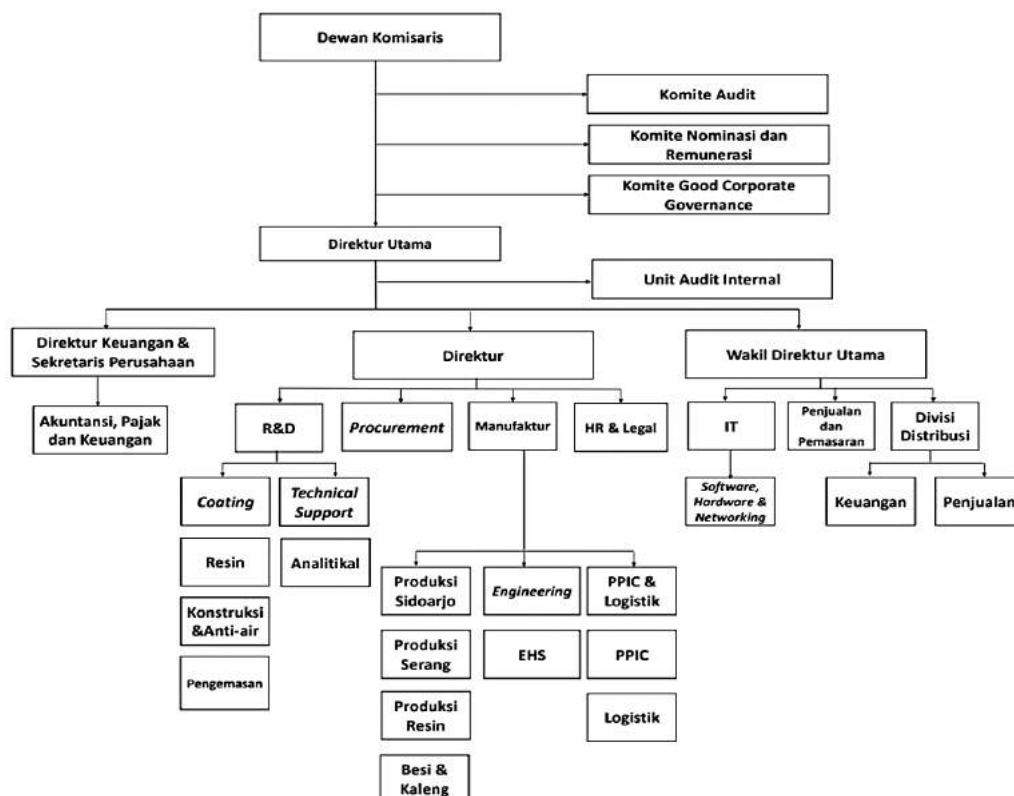 Dewan Komisaris
Komite Audit
Komite Nominasi dan
Remunerasi
Komite Good Corporate
Governance
Direktur Utama
Unit Audit Internal
Direktur Keuangan &
Sekretaris Perusahaan
Direktur
Wakil Direktur Utama
Akuntansi, Pajak
dan Keuangan
R&D
Procurement
Manufaktur
HR & Legal
IT
Penjualan
dan
Pemasaran
Divisi
Distribusi
Coating
Technical
Support
Software,
Hardware &
Networking
Keuangan
Penjualan
Resin
Analitikal
Konstruksi
&Anti-air
Pengemasan
Produksi
Sidoarjo
Engineering
PPIC &
Logistik
Produksi
Serang
EHS
PPIC
Produksi
Resin
Logistik
Besi &
Kaleng